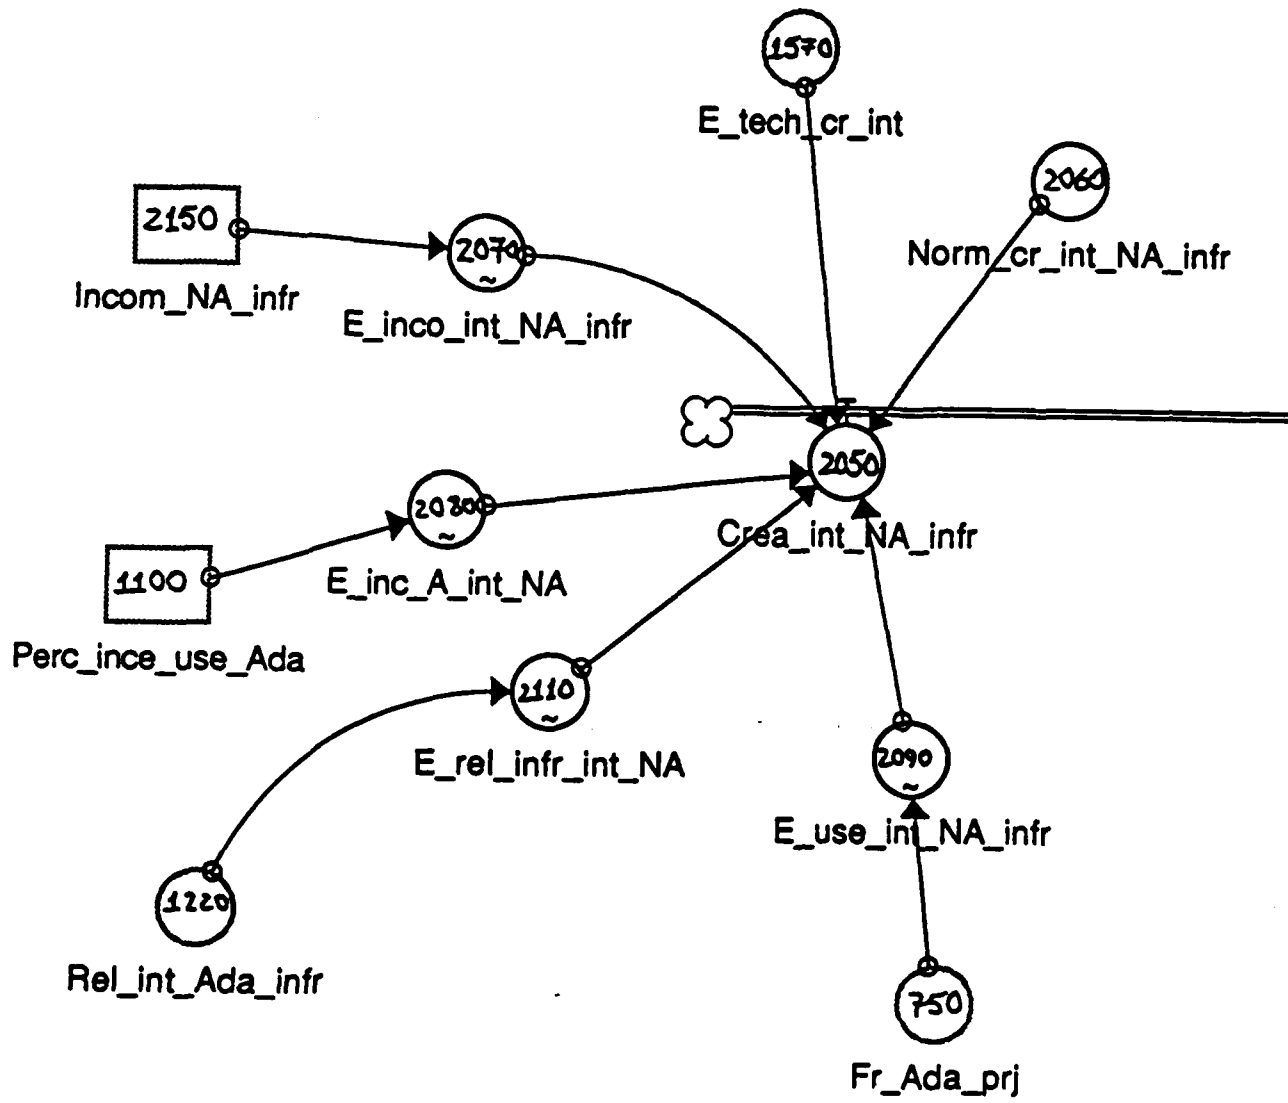 1570
E_tech_cr_int
2060
Norm_cr_int_NA_infr
2150
Incom_NA_infr
2070
~
E_inco_int_NA_infr
2050
Crea_int_NA_infr
2080
~
E_inc_A_int_NA
1100
Perc_ince_use_Ada
2110
~
E_rel_infr_int_NA
2090
~
E_use_int_NA_infr
1220
Rel_int_Ada_infr
750
Fr_Ada_prj